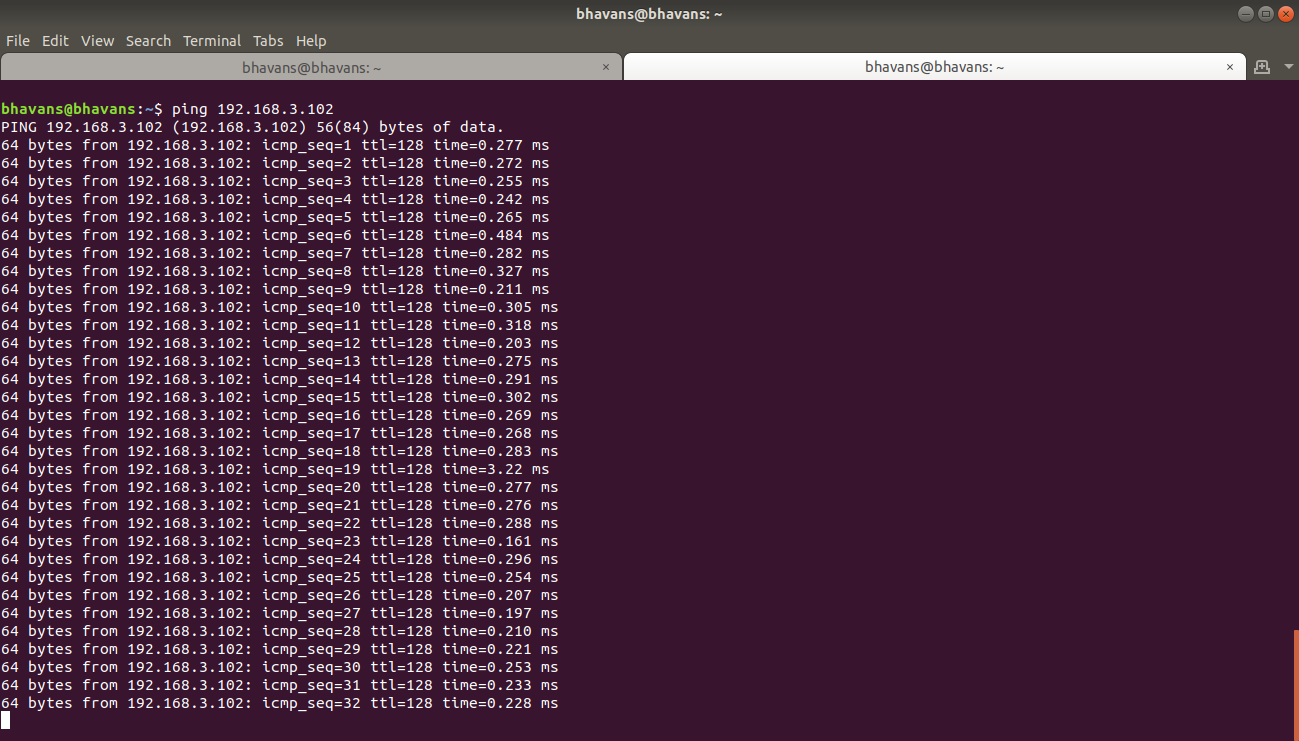 bhavans@bhavans: ~
File Edit View Search Terminal Tabs Help
bhavans@bhavans: ~ × bhavans@bhavans: ~ ×
bhavans@bhavans:~$ ping 192.168.3.102
PING 192.168.3.102 (192.168.3.102) 56(84) bytes of data.
64 bytes from 192.168.3.102: icmp_seq=1 ttl=128 time=0.277 ms
64 bytes from 192.168.3.102: icmp_seq=2 ttl=128 time=0.272 ms
64 bytes from 192.168.3.102: icmp_seq=3 ttl=128 time=0.255 ms
64 bytes from 192.168.3.102: icmp_seq=4 ttl=128 time=0.242 ms
64 bytes from 192.168.3.102: icmp_seq=5 ttl=128 time=0.265 ms
64 bytes from 192.168.3.102: icmp_seq=6 ttl=128 time=0.484 ms
64 bytes from 192.168.3.102: icmp_seq=7 ttl=128 time=0.282 ms
64 bytes from 192.168.3.102: icmp_seq=8 ttl=128 time=0.327 ms
64 bytes from 192.168.3.102: icmp_seq=9 ttl=128 time=0.211 ms
64 bytes from 192.168.3.102: icmp_seq=10 ttl=128 time=0.305 ms
64 bytes from 192.168.3.102: icmp_seq=11 ttl=128 time=0.318 ms
64 bytes from 192.168.3.102: icmp_seq=12 ttl=128 time=0.203 ms
64 bytes from 192.168.3.102: icmp_seq=13 ttl=128 time=0.275 ms
64 bytes from 192.168.3.102: icmp_seq=14 ttl=128 time=0.291 ms
64 bytes from 192.168.3.102: icmp_seq=15 ttl=128 time=0.302 ms
64 bytes from 192.168.3.102: icmp_seq=16 ttl=128 time=0.269 ms
64 bytes from 192.168.3.102: icmp_seq=17 ttl=128 time=0.268 ms
64 bytes from 192.168.3.102: icmp_seq=18 ttl=128 time=0.283 ms
64 bytes from 192.168.3.102: icmp_seq=19 ttl=128 time=3.22 ms
64 bytes from 192.168.3.102: icmp_seq=20 ttl=128 time=0.277 ms
64 bytes from 192.168.3.102: icmp_seq=21 ttl=128 time=0.276 ms
64 bytes from 192.168.3.102: icmp_seq=22 ttl=128 time=0.288 ms
64 bytes from 192.168.3.102: icmp_seq=23 ttl=128 time=0.161 ms
64 bytes from 192.168.3.102: icmp_seq=24 ttl=128 time=0.296 ms
64 bytes from 192.168.3.102: icmp_seq=25 ttl=128 time=0.254 ms
64 bytes from 192.168.3.102: icmp_seq=26 ttl=128 time=0.207 ms
64 bytes from 192.168.3.102: icmp_seq=27 ttl=128 time=0.197 ms
64 bytes from 192.168.3.102: icmp_seq=28 ttl=128 time=0.210 ms
64 bytes from 192.168.3.102: icmp_seq=29 ttl=128 time=0.221 ms
64 bytes from 192.168.3.102: icmp_seq=30 ttl=128 time=0.253 ms
64 bytes from 192.168.3.102: icmp_seq=31 ttl=128 time=0.233 ms
64 bytes from 192.168.3.102: icmp_seq=32 ttl=128 time=0.228 ms